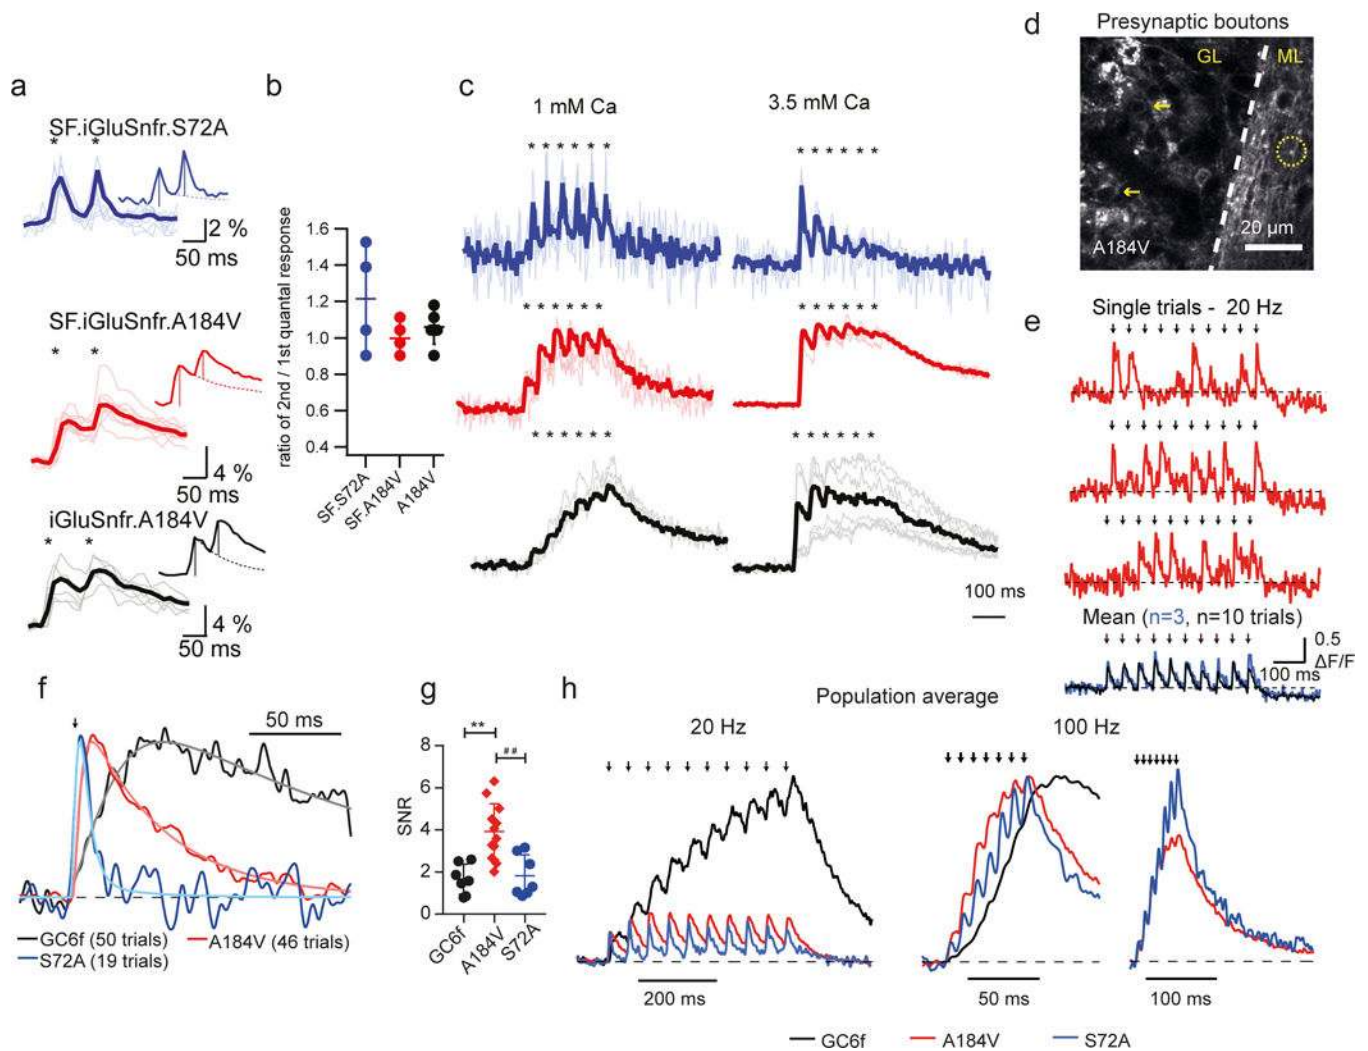 a
SF.iGluSnfr.S72A
* *
2 %
50 ms
SF.iGluSnfr.A184V
* *
4 %
50 ms
iGluSnfr.A184V
* *
4 %
50 ms
b
ratio of 2nd / 1st quantal response
1.6
1.4
1.2
1.0
0.8
0.6
0.4
SF.S72A
SF.A184V
A184V
c
1 mM Ca
3.5 mM Ca
* * * * * *
* * * * * *
* * * * * *
* * * * * *
* * * * * *
* * * * * *
100 ms
d
Presynaptic boutons
GL
ML
A184V
20 µm
e
Single trials - 20 Hz
Mean (n=3, n=10 trials)
0.5
ΔF/F
100 ms
f
50 ms
GC6f (50 trials)
A184V (46 trials)
S72A (19 trials)
g
SNR
8
6
4
2
0
**
##
GC6f
A184V
S72A
h
Population average
20 Hz
100 Hz
200 ms
50 ms
100 ms
GC6f
A184V
S72A